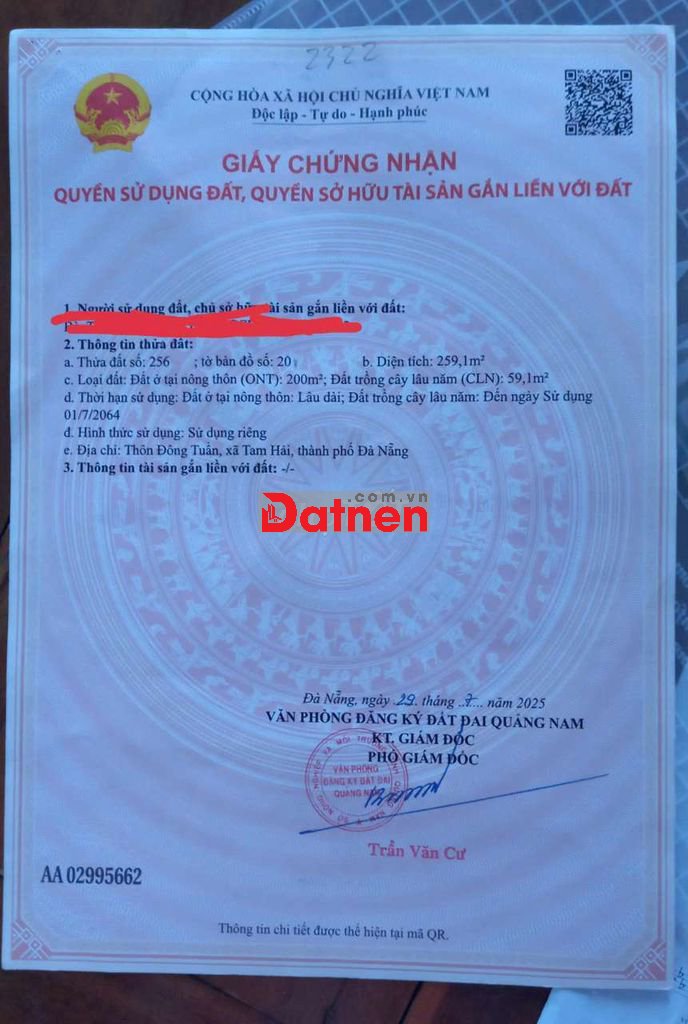 2322
CỘNG HÒA XÃ HỘI CHỦ NGHĨA VIỆT NAM
Độc lập - Tự do - Hạnh phúc
GIẤY CHỨNG NHẬN
QUYỀN SỬ DỤNG ĐẤT, QUYỀN SỞ HỮU TÀI SẢN GẮN LIỀN VỚI ĐẤT
1. Người sử dụng đất, chủ sở hữu tài sản gắn liền với đất:
2. Thông tin thửa đất:
a. Thửa đất số: 256 ; tờ bản đồ số: 20 b. Diện tích: 259,1m²
c. Loại đất: Đất ở tại nông thôn (ONT): 200m²; Đất trồng cây lâu năm (CLN): 59,1m²
d. Thời hạn sử dụng: Đất ở tại nông thôn: Lâu dài; Đất trồng cây lâu năm: Đến ngày Sử dụng
01/7/2064
đ. Hình thức sử dụng: Sử dụng riêng
e. Địa chỉ: Thôn Đông Tuần, xã Tam Hải, thành phố Đà Nẵng
3. Thông tin tài sản gắn liền với đất: -/-
.com.vn
Datnen
Đà Nẵng, ngày 29 tháng 7 năm 2025
VĂN PHÒNG ĐĂNG KÝ ĐẤT ĐAI QUẢNG NAM
KT. GIÁM ĐỐC
PHÓ GIÁM ĐỐC
VĂN PHÒNG
ĐĂNG KÝ ĐẤT ĐAI
QUẢNG NAM
Trần Văn Cư
AA 02995662
Thông tin chi tiết được thể hiện tại mã QR.